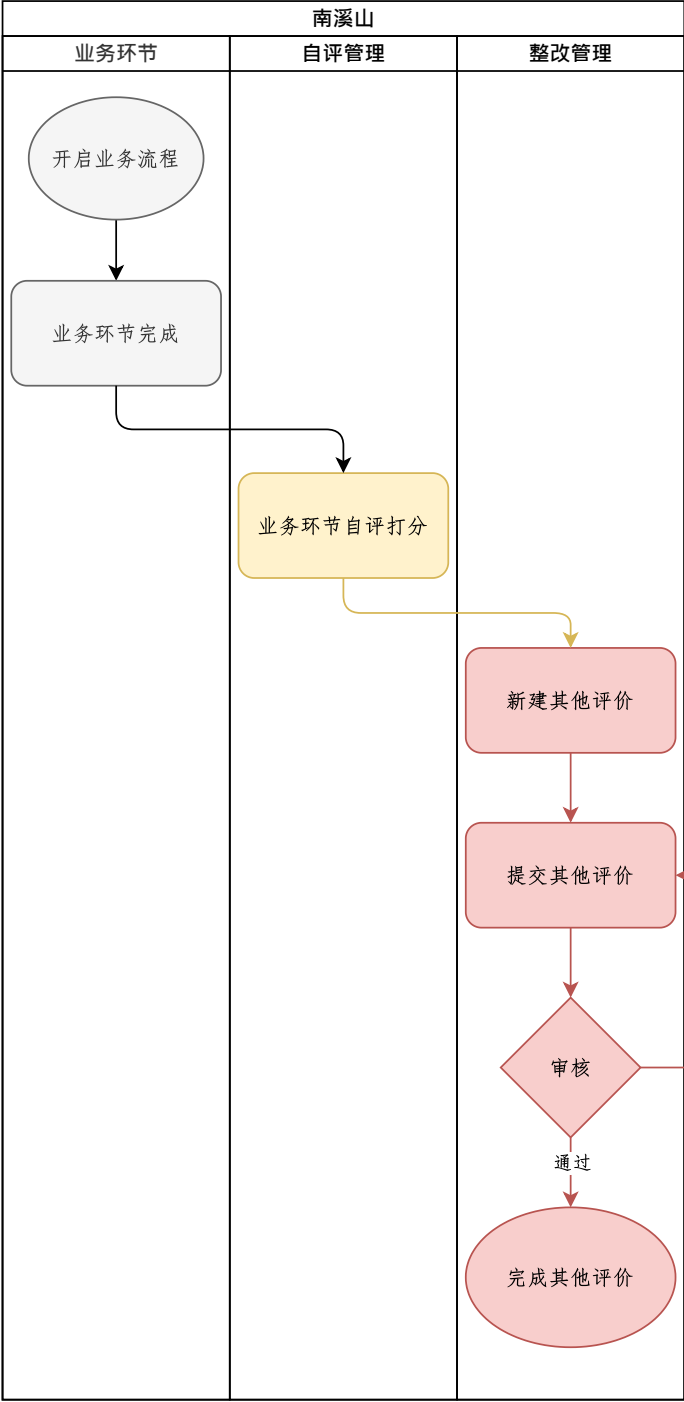 南溪山
业务环节
自评管理
整改管理
开启业务流程
业务环节完成
业务环节自评打分
新建其他评价
提交其他评价
审核
通过
完成其他评价